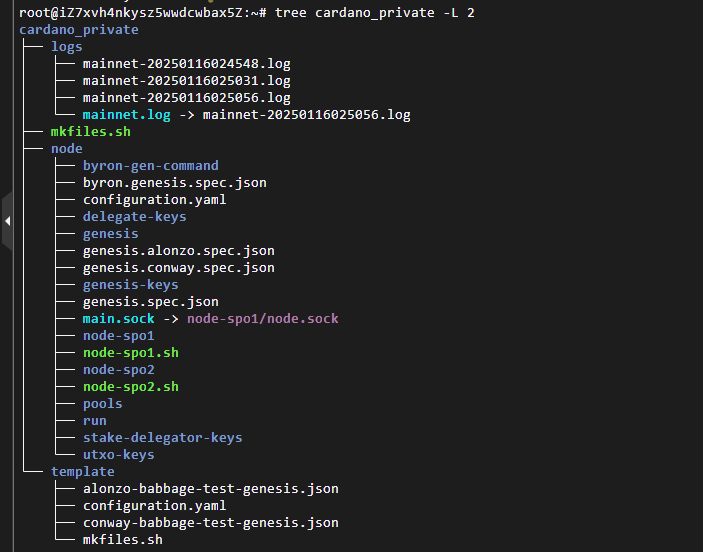 root@iZ7xvh4nkysz5wwdcwbax5Z:~# tree cardano_private -L 2
cardano_private
├── logs
│   ├── mainnet-20250116024548.log
│   ├── mainnet-20250116025031.log
│   ├── mainnet-20250116025056.log
│   └── mainnet.log -> mainnet-20250116025056.log
├── mkfiles.sh
├── node
│   ├── byron-gen-command
│   ├── byron.genesis.spec.json
│   ├── configuration.yaml
│   ├── delegate-keys
│   ├── genesis
│   ├── genesis.alonzo.spec.json
│   ├── genesis.conway.spec.json
│   ├── genesis-keys
│   ├── genesis.spec.json
│   ├── main.sock -> node-spo1/node.sock
│   ├── node-spo1
│   ├── node-spo1.sh
│   ├── node-spo2
│   ├── node-spo2.sh
│   ├── pools
│   ├── run
│   ├── stake-delegator-keys
│   └── utxo-keys
└── template
    ├── alonzo-babbage-test-genesis.json
    ├── configuration.yaml
    ├── conway-babbage-test-genesis.json
    └── mkfiles.sh